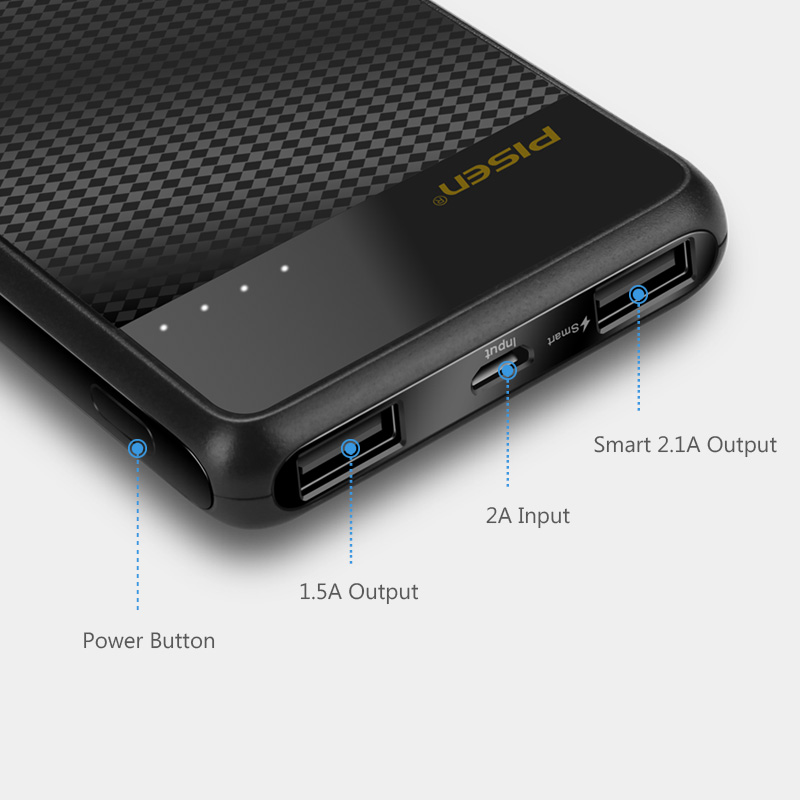 PISEN®
Smart
Input
Smart 2.1A Output
2A Input
1.5A Output
Power Button